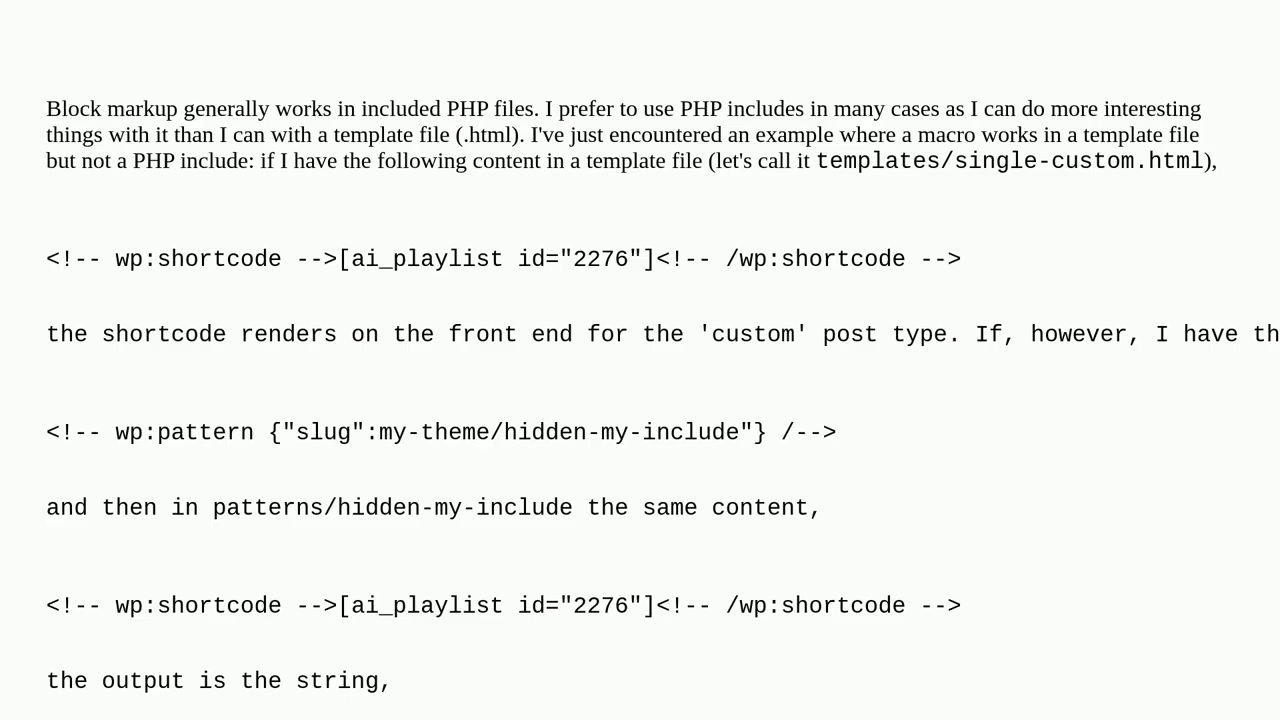 Block markup generally works in included PHP files. I prefer to use PHP includes in many cases as I can do more interesting
things with it than I can with a template file (.html). I've just encountered an example where a macro works in a template file
but not a PHP include: if I have the following content in a template file (let's call it templates/single-custom.html),
<!-- wp:shortcode -->[ai_playlist id="2276"]<!-- /wp:shortcode -->
the shortcode renders on the front end for the 'custom' post type. If, however, I have th
<!-- wp:pattern {"slug":my-theme/hidden-my-include"} /-->
and then in patterns/hidden-my-include the same content,
<!-- wp:shortcode -->[ai_playlist id="2276"]<!-- /wp:shortcode -->
the output is the string,